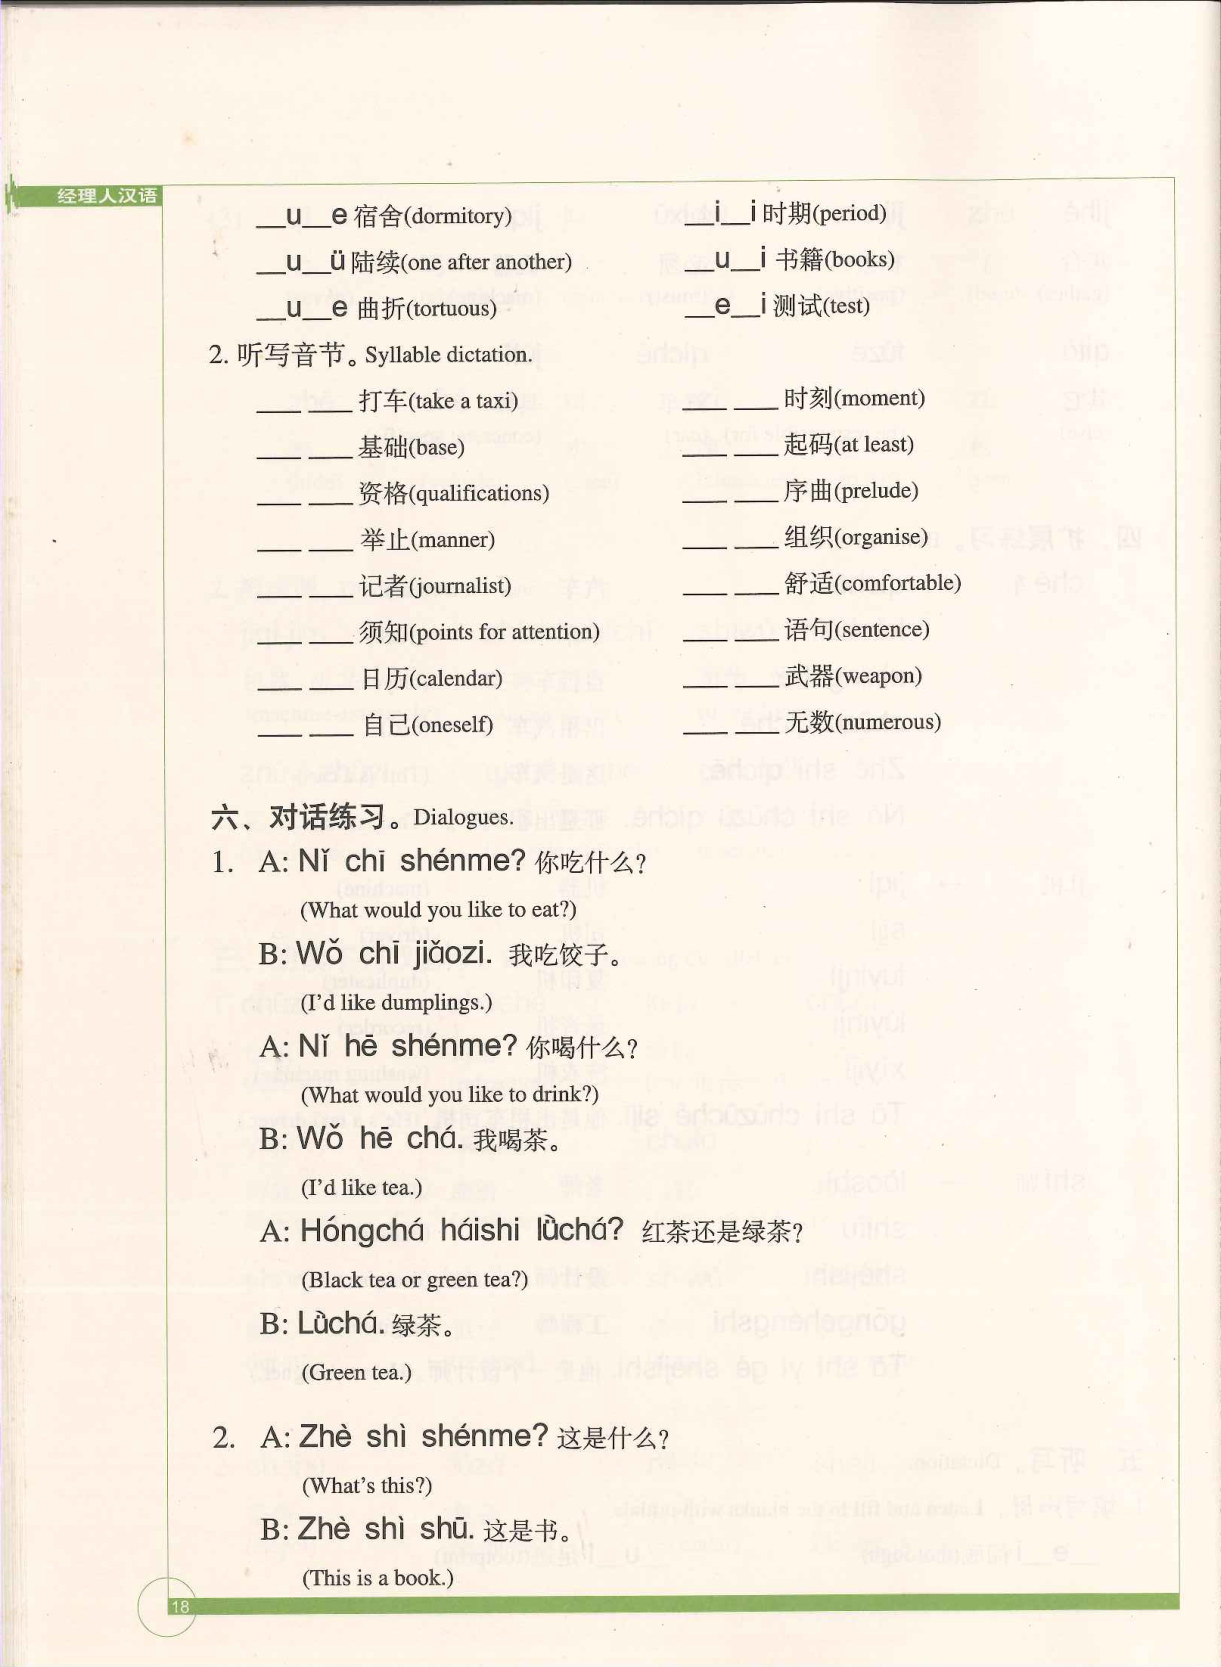 经理人汉语
__u__e 宿舍(dormitory) __i__i 时期(period)
__u__ü 陆续(one after another) __u__i 书籍(books)
__u__e 曲折(tortuous) __e__i 测试(test)
2. 听写音节。Syllable dictation.
___ ___ 打车(take a taxi) ___ ___ 时刻(moment)
___ ___ 基础(base) ___ ___ 起码(at least)
___ ___ 资格(qualifications) ___ ___ 序曲(prelude)
___ ___ 举止(manner) ___ ___ 组织(organise)
___ ___ 记者(journalist) ___ ___ 舒适(comfortable)
___ ___ 须知(points for attention) ___ ___ 语句(sentence)
___ ___ 日历(calendar) ___ ___ 武器(weapon)
___ ___ 自己(oneself) ___ ___ 无数(numerous)
六、对话练习。Dialogues.
1. A: Nǐ chī shénme? 你吃什么?
(What would you like to eat?)
B: Wǒ chī jiǎozi. 我吃饺子。
(I'd like dumplings.)
A: Nǐ hē shénme? 你喝什么?
(What would you like to drink?)
B: Wǒ hē chá. 我喝茶。
(I'd like tea.)
A: Hóngchá háishi lǜchá? 红茶还是绿茶?
(Black tea or green tea?)
B: Lǜchá. 绿茶。
(Green tea.)
2. A: Zhè shì shénme? 这是什么?
(What's this?)
B: Zhè shì shū. 这是书。
(This is a book.)
18